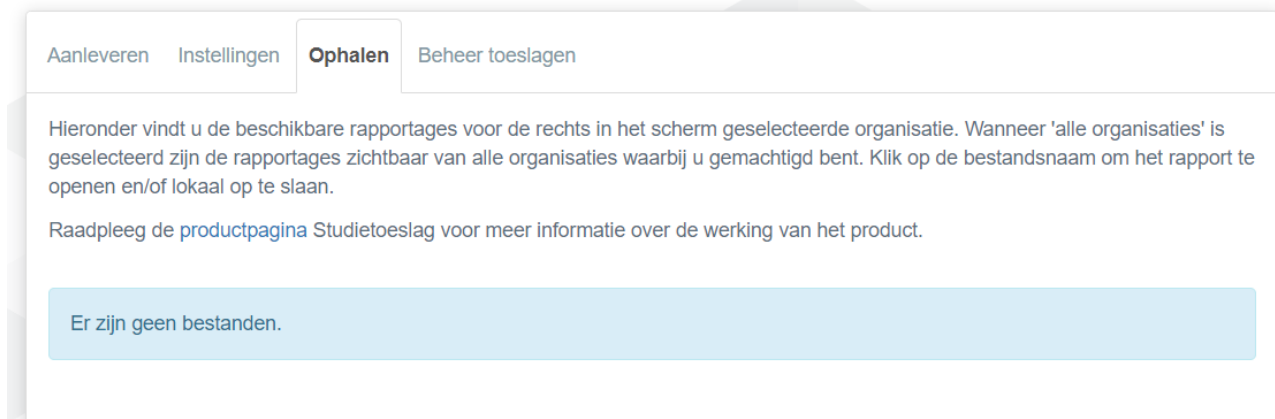 Aanleveren Instellingen Ophalen Beheer toeslagen
Hieronder vindt u de beschikbare rapportages voor de rechts in het scherm geselecteerde organisatie. Wanneer 'alle organisaties' is
geselecteerd zijn de rapportages zichtbaar van alle organisaties waarbij u gemachtigd bent. Klik op de bestandsnaam om het rapport te
openen en/of lokaal op te slaan.
Raadpleeg de productpagina Studietoeslag voor meer informatie over de werking van het product.
Er zijn geen bestanden.